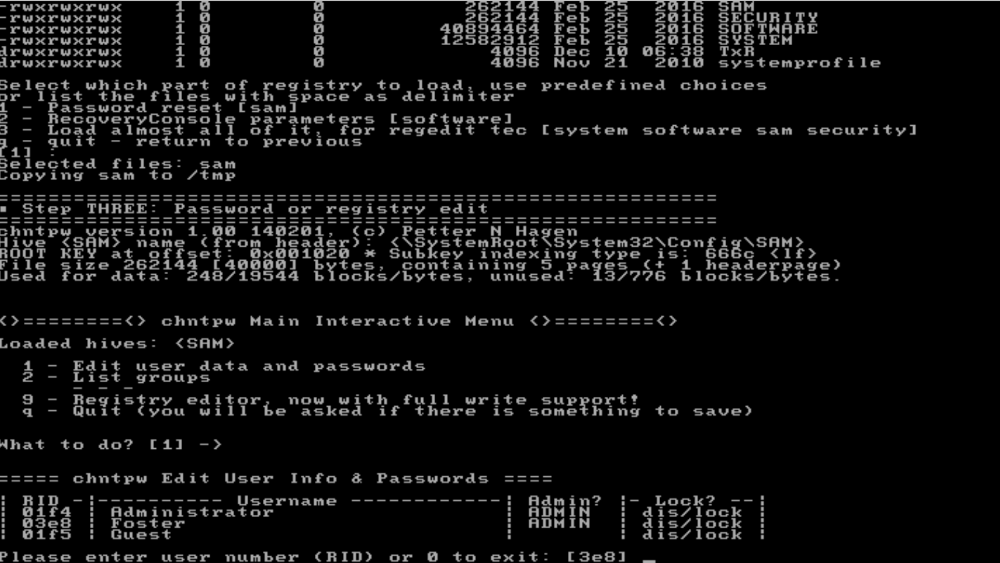 -rwxrwxrwx 1 0 0 262144 Feb 25 2016 SAM
-rwxrwxrwx 1 0 0 262144 Feb 25 2016 SECURITY
-rwxrwxrwx 1 0 0 40894464 Feb 25 2016 SOFTWARE
-rwxrwxrwx 1 0 0 12582912 Feb 25 2016 SYSTEM
drwxrwxrwx 1 0 0 4096 Dec 10 06:38 TxR
drwxrwxrwx 1 0 0 4096 Nov 21 2010 systemprofile
Select which part of registry to load, use predefined choices
or list the files with space as delimiter
1 - Password reset [sam]
2 - RecoveryConsole parameters [software]
3 - Load almost all of it, for regedit tec [system software sam security]
q - quit - return to previous
[1] :
Selected files: sam
Copying sam to /tmp
=========================================================
▪ Step THREE: Password or registry edit
=========================================================
chntpw version 1.00 140201, (c) Petter N Hagen
Hive <SAM> name (from header): <\SystemRoot\System32\Config\SAM>
ROOT KEY at offset: 0x001020 * Subkey indexing type is: 666c <lf>
File size 262144 [40000] bytes, containing 5 pages (+ 1 headerpage)
Used for data: 248/19544 blocks/bytes, unused: 13/776 blocks/bytes.
<>========<> chntpw Main Interactive Menu <>========<>
Loaded hives: <SAM>
1 - Edit user data and passwords
2 - List groups
- - -
9 - Registry editor, now with full write support!
q - Quit (you will be asked if there is something to save)
What to do? [1] ->
===== chntpw Edit User Info & Passwords ====
| RID -|---------- Username ------------| Admin? |- Lock? --|
| 01f4 | Administrator | ADMIN | dis/lock |
| 03e8 | Foster | ADMIN | dis/lock |
| 01f5 | Guest | | dis/lock |
Please enter user number (RID) or 0 to exit: [3e8] _